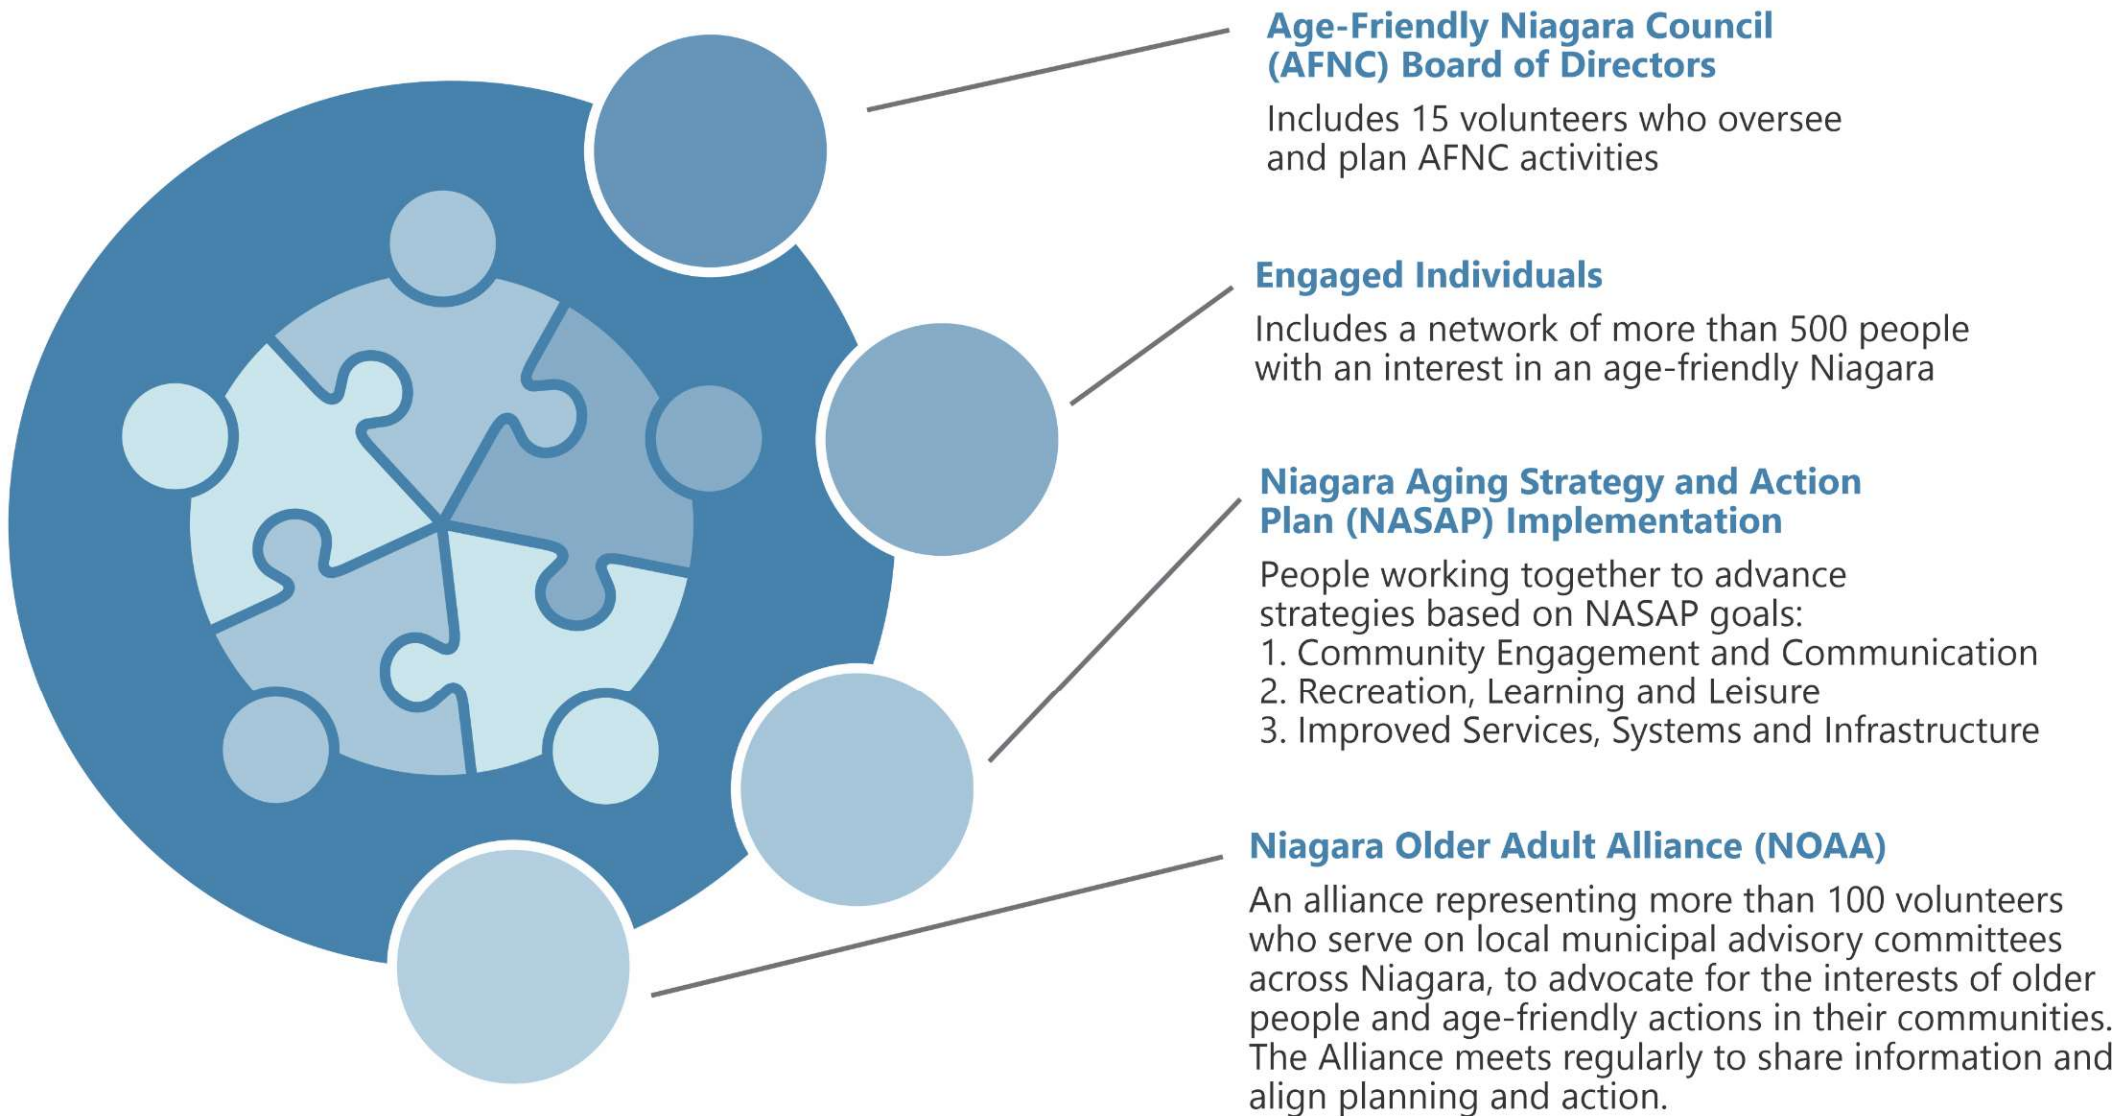 Age-Friendly Niagara Council
(AFNC) Board of Directors
Includes 15 volunteers who oversee
and plan AFNC activities
Engaged Individuals
Includes a network of more than 500 people
with an interest in an age-friendly Niagara
Niagara Aging Strategy and Action
Plan (NASAP) Implementation
People working together to advance
strategies based on NASAP goals:
1. Community Engagement and Communication
2. Recreation, Learning and Leisure
3. Improved Services, Systems and Infrastructure
Niagara Older Adult Alliance (NOAA)
An alliance representing more than 100 volunteers
who serve on local municipal advisory committees
across Niagara, to advocate for the interests of older
people and age-friendly actions in their communities.
The Alliance meets regularly to share information and
align planning and action.